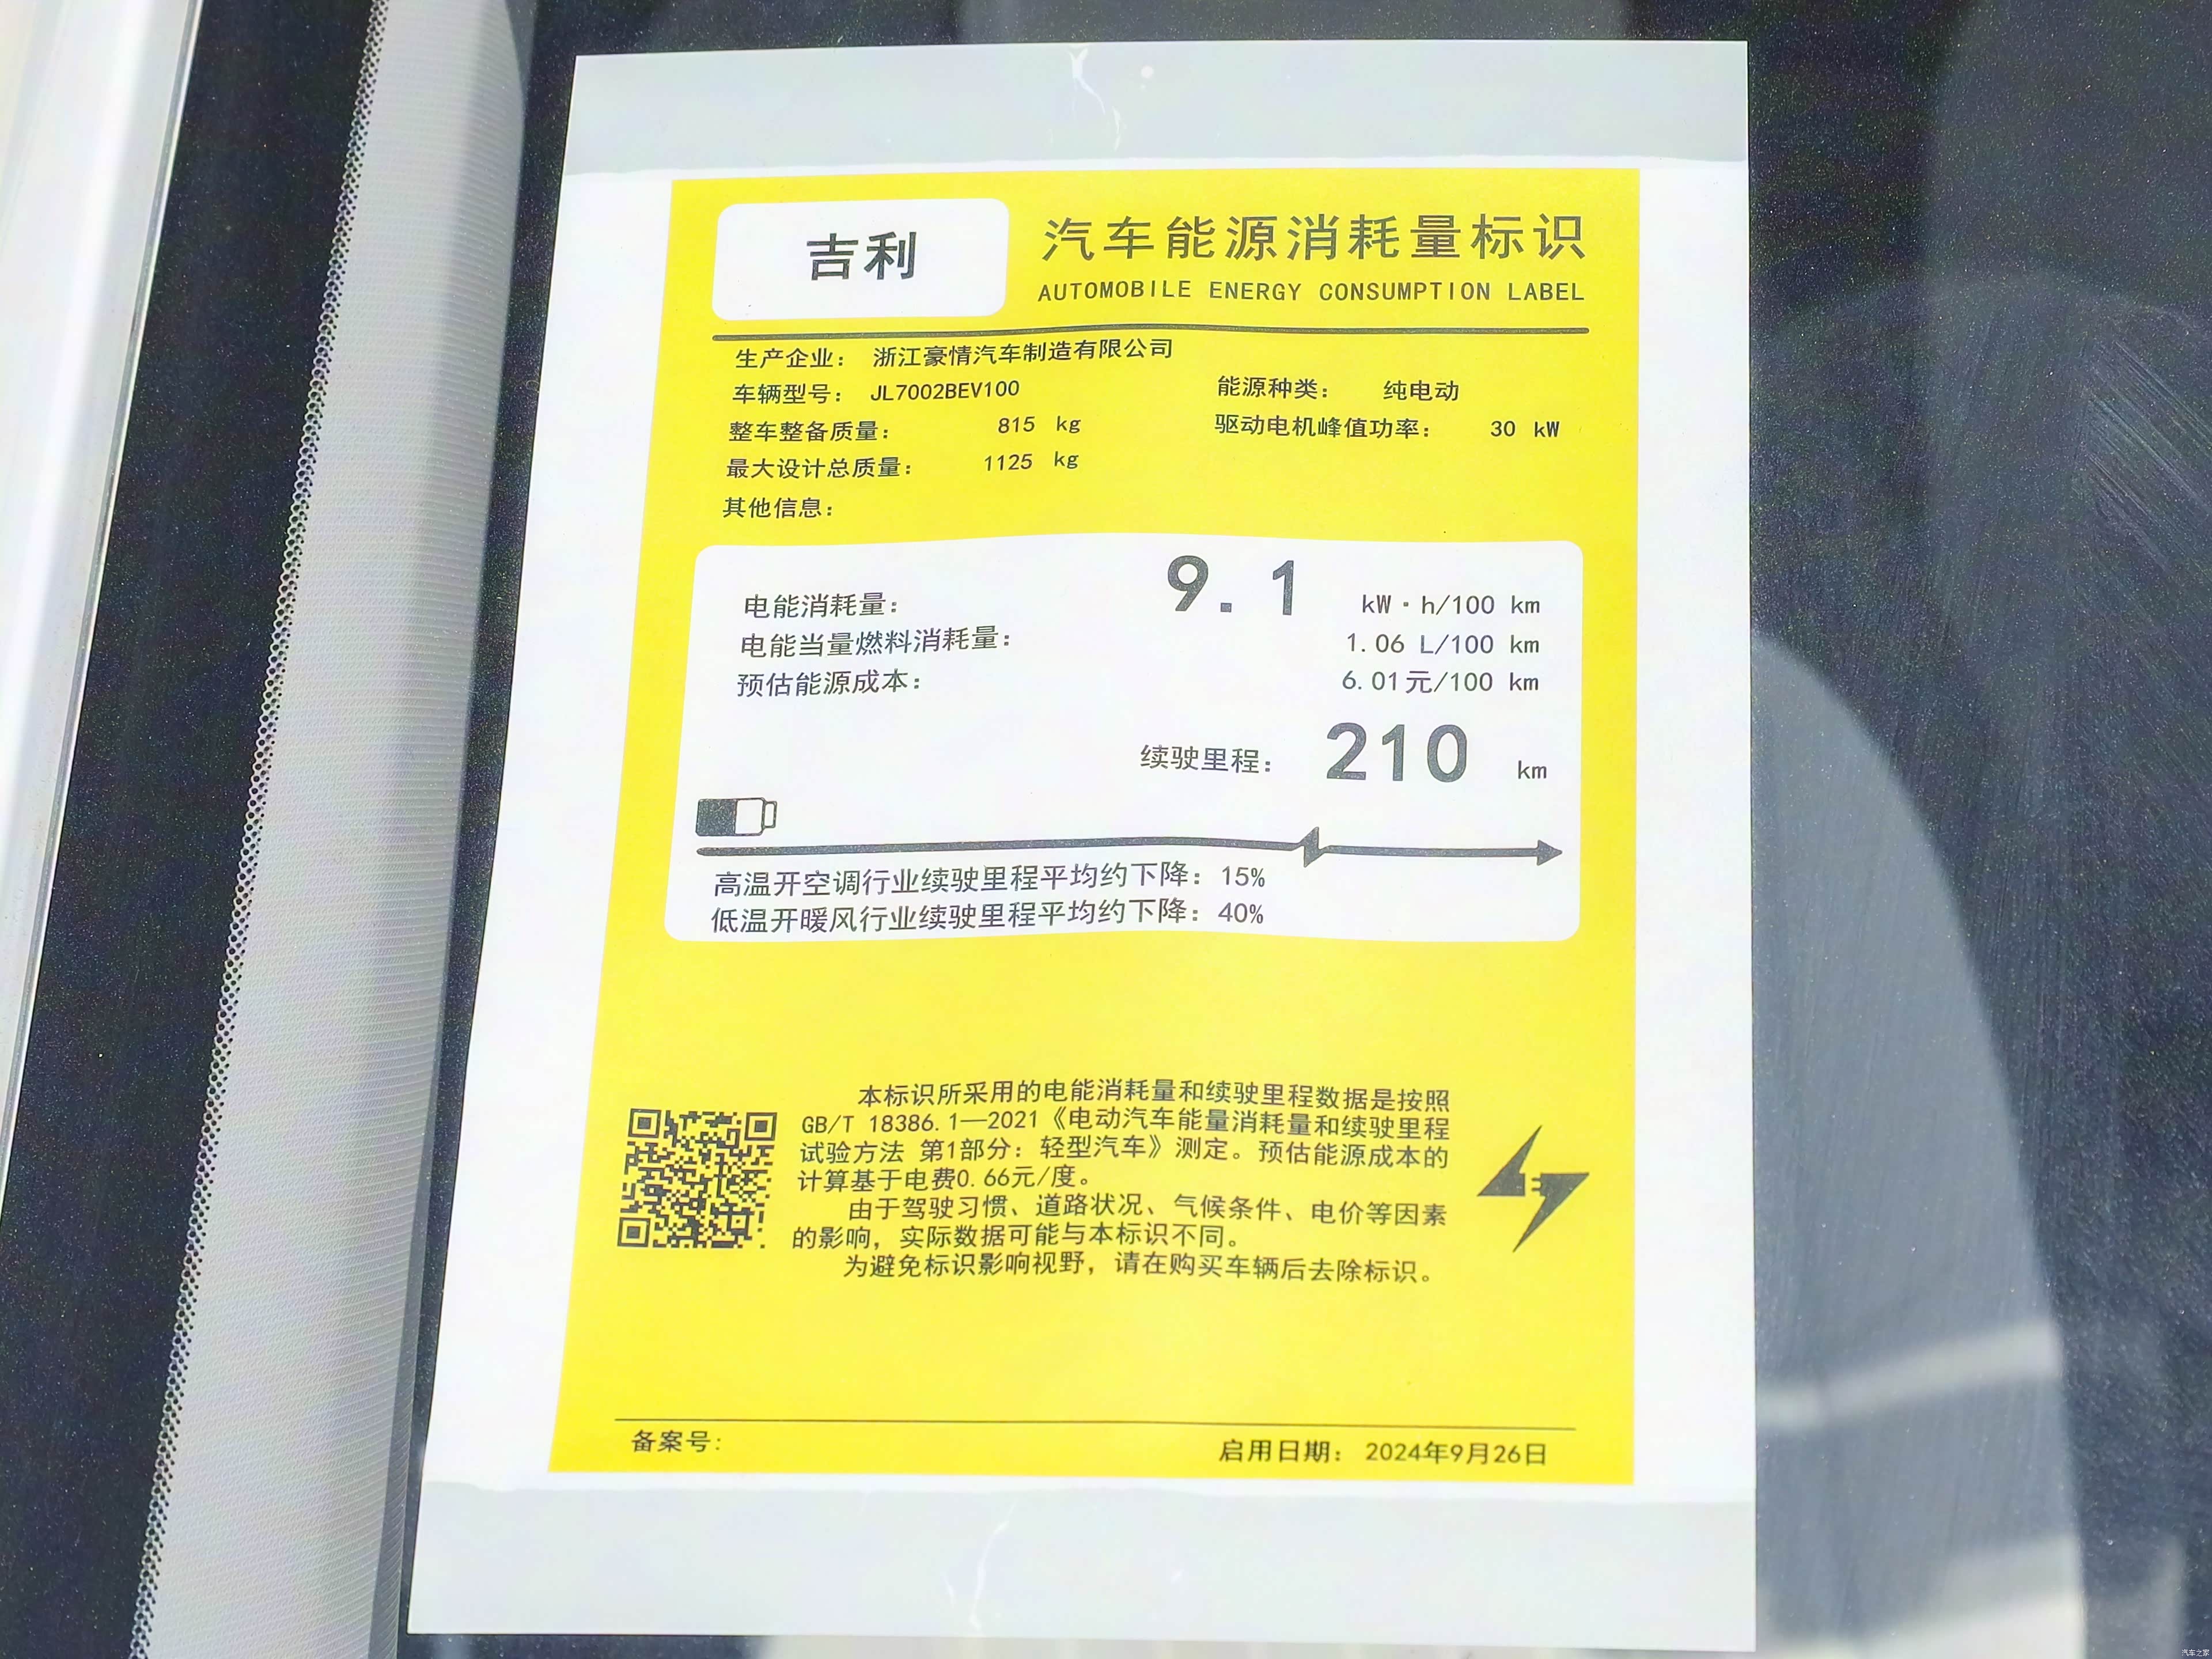 吉利
汽车能源消耗量标识
AUTOMOBILE ENERGY CONSUMPTION LABEL
生产企业： 浙江豪情汽车制造有限公司
车辆型号： JL7002BEV100 能源种类： 纯电动
整车整备质量： 815 kg 驱动电机峰值功率： 30 kW
最大设计总质量： 1125 kg
其他信息：
电能消耗量： 9.1 kW·h/100 km
电能当量燃料消耗量： 1.06 L/100 km
预估能源成本： 6.01元/100 km
续驶里程： 210 km
高温开空调行业续驶里程平均约下降：15%
低温开暖风行业续驶里程平均约下降：40%
本标识所采用的电能消耗量和续驶里程数据是按照
GB/T 18386.1—2021《电动汽车能量消耗量和续驶里程
试验方法 第1部分：轻型汽车》测定。预估能源成本的
计算基于电费0.66元/度。
由于驾驶习惯、道路状况、气候条件、电价等因素
的影响，实际数据可能与本标识不同。
为避免标识影响视野，请在购买车辆后去除标识。
备案号： 启用日期： 2024年9月26日
汽车之家